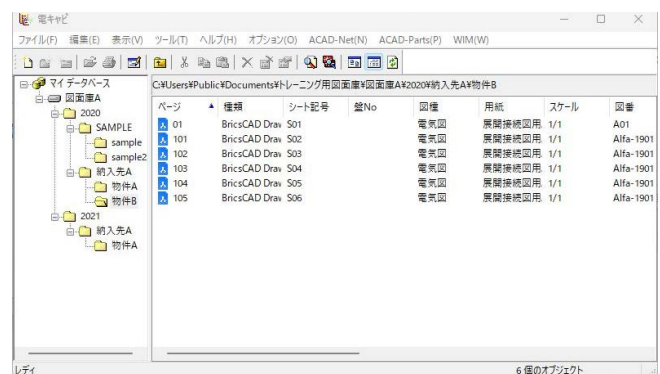 電キャビ
ファイル(F) 編集(E) 表示(V) ツール(T) ヘルプ(H) オプション(O) ACAD-Net(N) ACAD-Parts(P) WIM(W)
マイ データベース
図面庫A
2020
SAMPLE
sample
sample2
納入先A
物件A
物件B
2021
納入先A
物件A
C:¥Users¥Public¥Documents¥トレーニング用図面庫¥図面庫A¥2020¥納入先A¥物件B
ページ 種類 シート記号 盤No 図種 用紙 スケール 図番
01 BricsCAD Drav S01 電気図 展開接続図用. 1/1 A01
101 BricsCAD Drav S02 電気図 展開接続図用. 1/1 Alfa-1901
102 BricsCAD Drav S03 電気図 展開接続図用. 1/1 Alfa-1901
103 BricsCAD Drav S04 電気図 展開接続図用. 1/1 Alfa-1901
104 BricsCAD Drav S05 電気図 展開接続図用. 1/1 Alfa-1901
105 BricsCAD Drav S06 電気図 展開接続図用. 1/1 Alfa-1901
レディ 6 個のオブジェクト